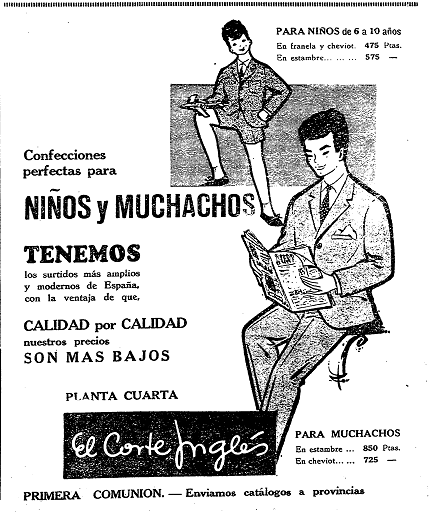 PARA NIÑOS de 6 a 10 años
En franela y cheviot. 475 Ptas.
En estambre... ... ... 575 —
Confecciones
perfectas para
NIÑOS y MUCHACHOS
TENEMOS
los surtidos más amplios
y modernos de España,
con la ventaja de que,
CALIDAD por CALIDAD
nuestros precios
SON MAS BAJOS
PLANTA CUARTA
El Corte Inglés
PARA MUCHACHOS
En estambre ... 850 Ptas.
En cheviot... ... 725 —
PRIMERA COMUNION. — Enviamos catálogos a provincias